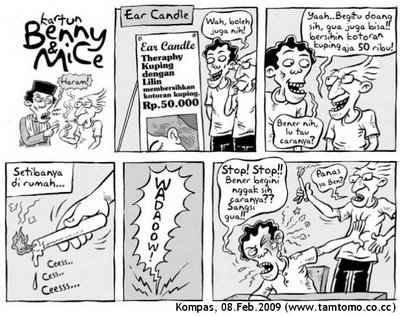 kartun
Benny
& Mice
Haram!
Ear Candle
Ear Candle
Theraphy
Kuping
dengan
Lilin
membersihkan
kotoran kuping.
Rp.50.000
Wah, boleh
juga nih!
Yaah..Begitu doang
sih, gua juga bisa!!
bersihin kotoran
kuping aja 50 ribu!
Bener nih,
lu tau
caranya?
Setibanya
di rumah...
Ceess..
Cess..
Ceesss...
WADAOOW!
Stop! Stop!!
Bener begini
nggak sih
caranya??
Sangsi
gua!!
Panas
ya Ben?
Kompas, 08.Feb.2009 (www.tamtomo.co.cc)